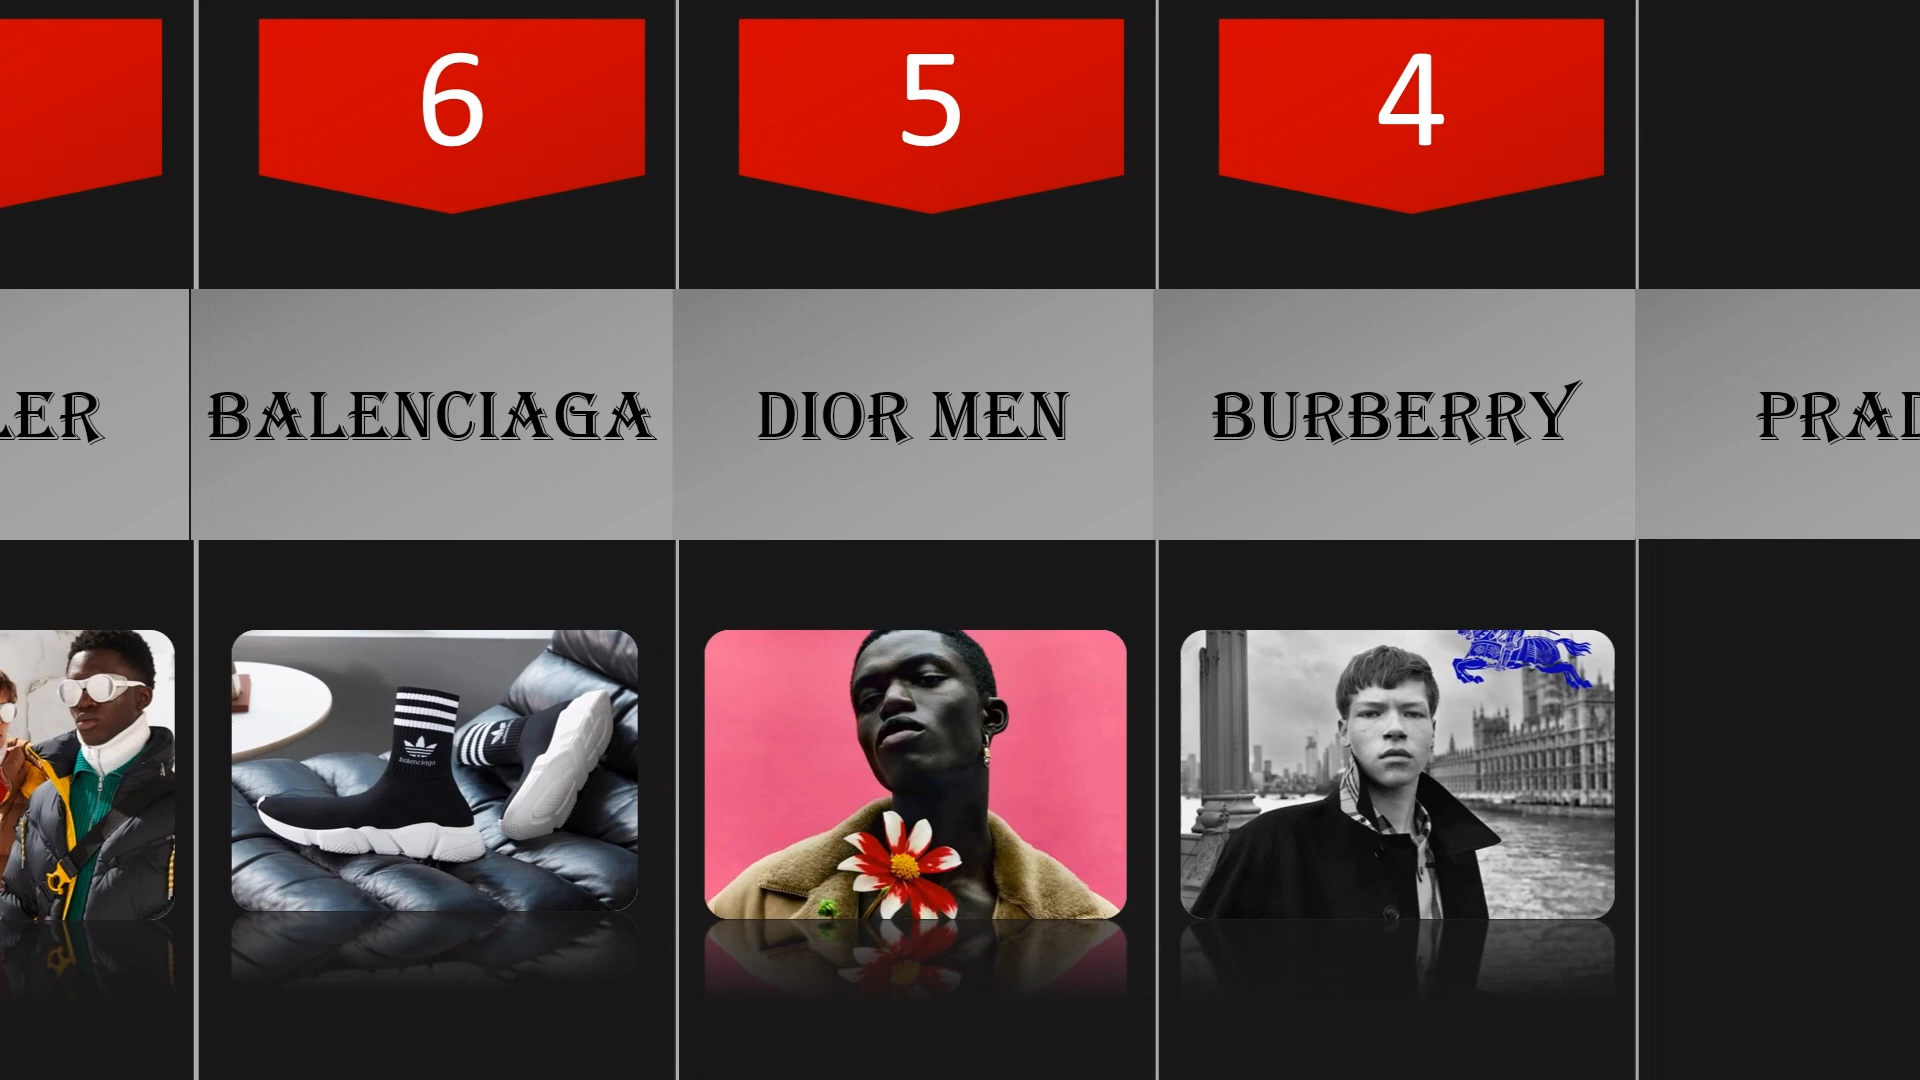 6
5
4
LER
BALENCIAGA
DIOR MEN
BURBERRY
PRAD
balenciaga